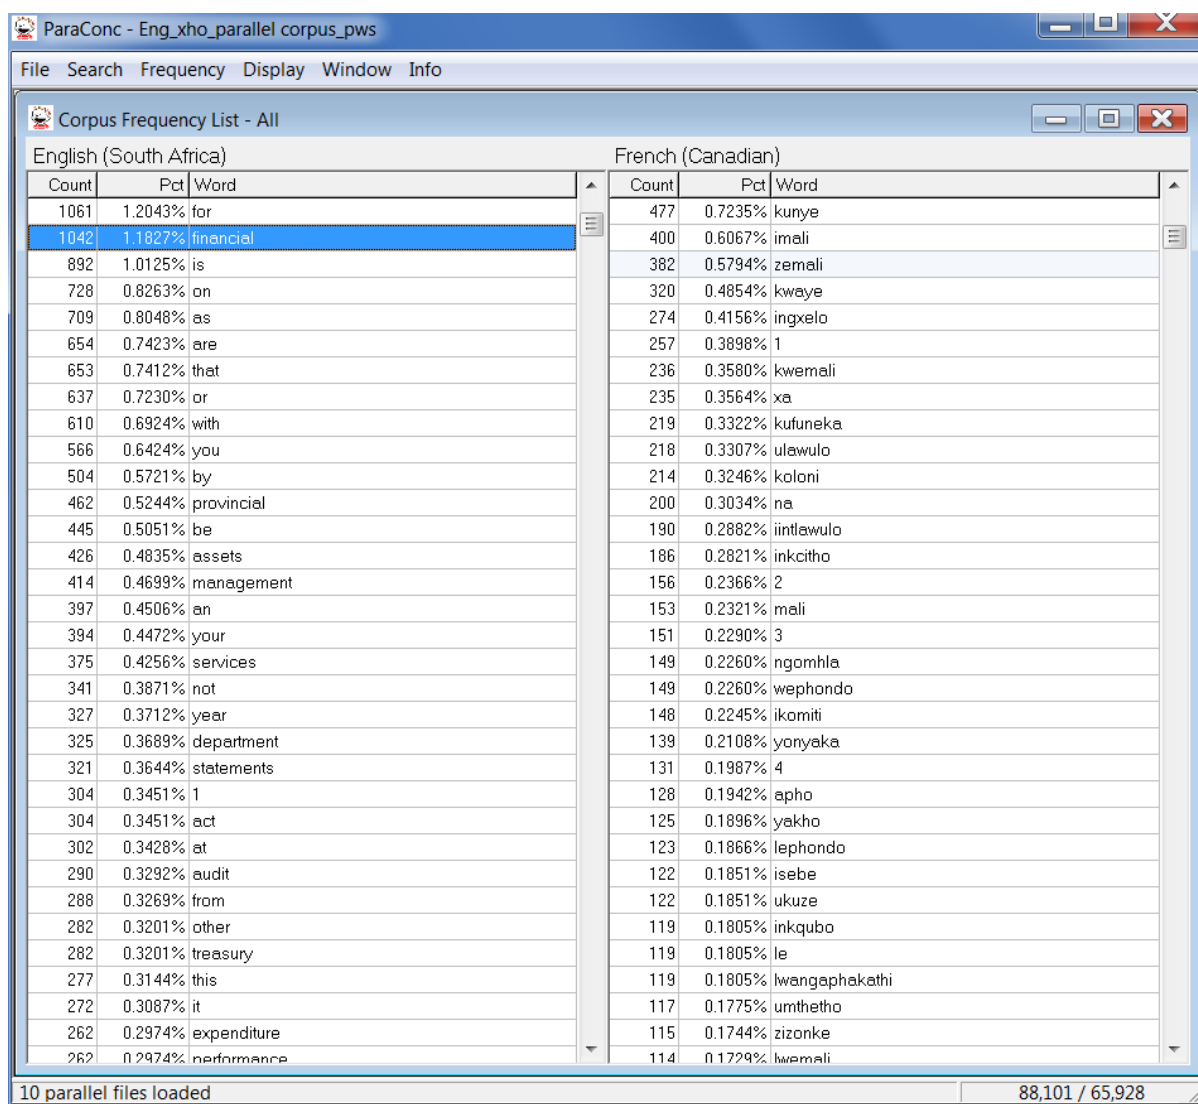 ParaConc - Eng_xho_parallel corpus_pws
File Search Frequency Display Window Info
Corpus Frequency List - All
English (South Africa) French (Canadian)
Count Pct Word Count Pct Word
1061 1.2043% for 477 0.7235% kunye
1042 1.1827% financial 400 0.6067% imali
892 1.0125% is 382 0.5794% zemali
728 0.8263% on 320 0.4854% kwaye
709 0.8048% as 274 0.4156% ingxelo
654 0.7423% are 257 0.3898% 1
653 0.7412% that 236 0.3580% kwemali
637 0.7230% or 235 0.3564% xa
610 0.6924% with 219 0.3322% kufuneka
566 0.6424% you 218 0.3307% ulawulo
504 0.5721% by 214 0.3246% koloni
462 0.5244% provincial 200 0.3034% na
445 0.5051% be 190 0.2882% iintlawulo
426 0.4835% assets 186 0.2821% inkcitho
414 0.4699% management 156 0.2366% 2
397 0.4506% an 153 0.2321% mali
394 0.4472% your 151 0.2290% 3
375 0.4256% services 149 0.2260% ngomhla
341 0.3871% not 149 0.2260% wephondo
327 0.3712% year 148 0.2245% ikomiti
325 0.3689% department 139 0.2108% yonyaka
321 0.3644% statements 131 0.1987% 4
304 0.3451% 1 128 0.1942% apho
304 0.3451% act 125 0.1896% yakho
302 0.3428% at 123 0.1866% lephondo
290 0.3292% audit 122 0.1851% isebe
288 0.3269% from 122 0.1851% ukuze
282 0.3201% other 119 0.1805% inkqubo
282 0.3201% treasury 119 0.1805% le
277 0.3144% this 119 0.1805% lwangaphakathi
272 0.3087% it 117 0.1775% umthetho
262 0.2974% expenditure 115 0.1744% zizonke
262 0.2974% performance 114 0.1729% lwemali
10 parallel files loaded 88,101 / 65,928